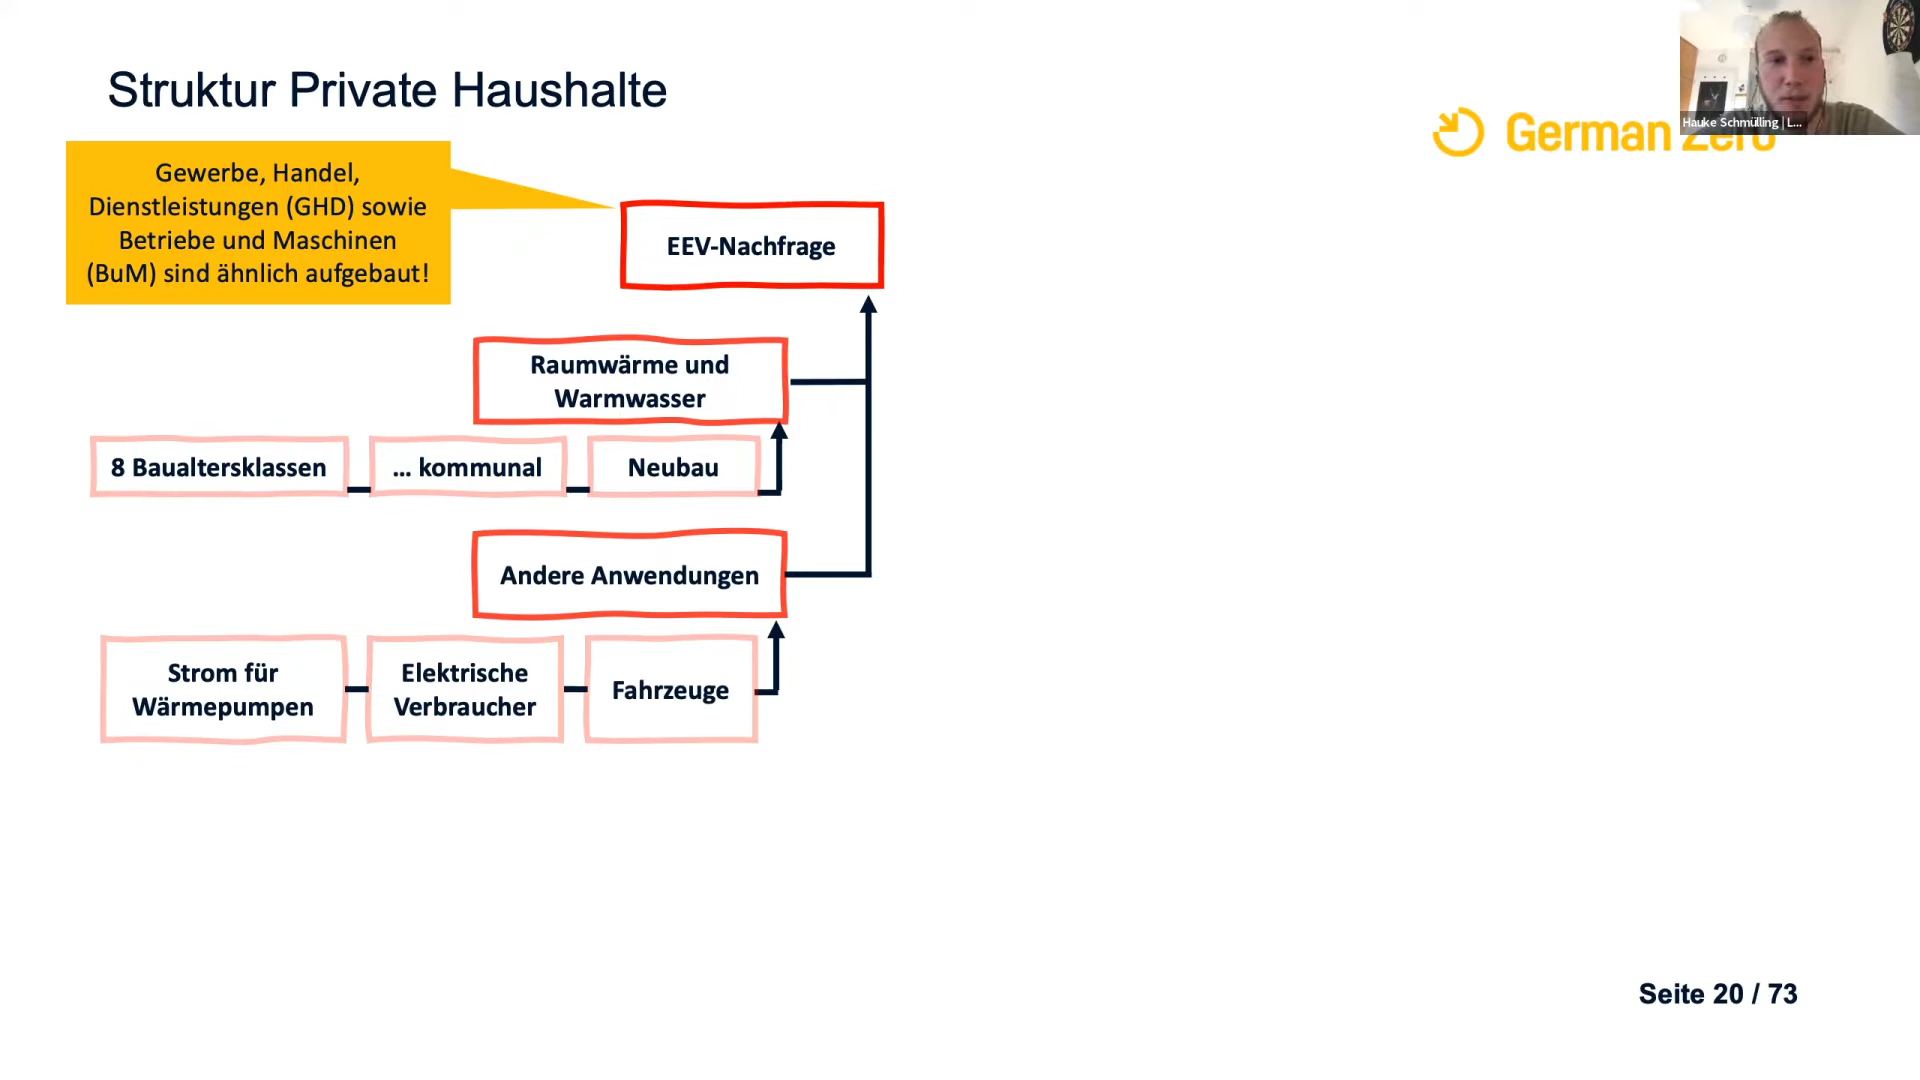 Struktur Private Haushalte
Hauke Schmülling | L...
German Zero
Gewerbe, Handel,
Dienstleistungen (GHD) sowie
Betriebe und Maschinen
(BuM) sind ähnlich aufgebaut!
EEV-Nachfrage
Raumwärme und
Warmwasser
8 Baualtersklassen
... kommunal
Neubau
Andere Anwendungen
Strom für
Wärmepumpen
Elektrische
Verbraucher
Fahrzeuge
Seite 20 / 73